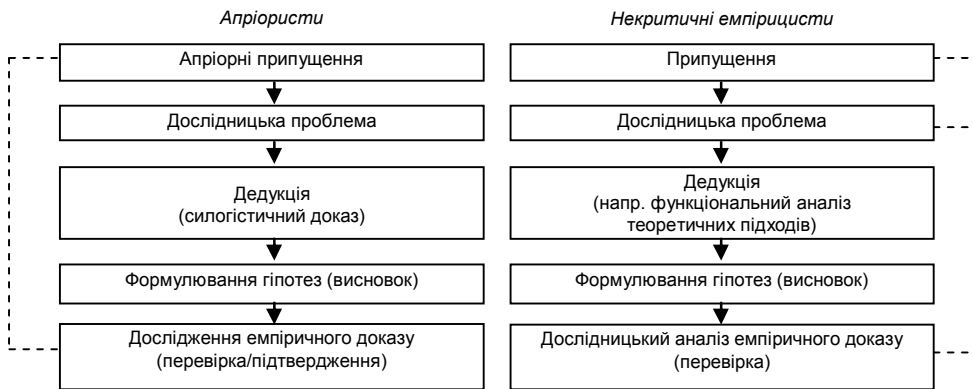 Апріористи
Апріорні припущення
Дослідницька проблема
Дедукція
(силогістичний доказ)
Формулювання гіпотез (висновок)
Дослідження емпіричного доказу
(перевірка/підтвердження)
Некритичні емпірицисти
Припущення
Дослідницька проблема
Дедукція
(напр. функціональний аналіз
теоретичних підходів)
Формулювання гіпотез (висновок)
Дослідницький аналіз емпіричного доказу
(перевірка)